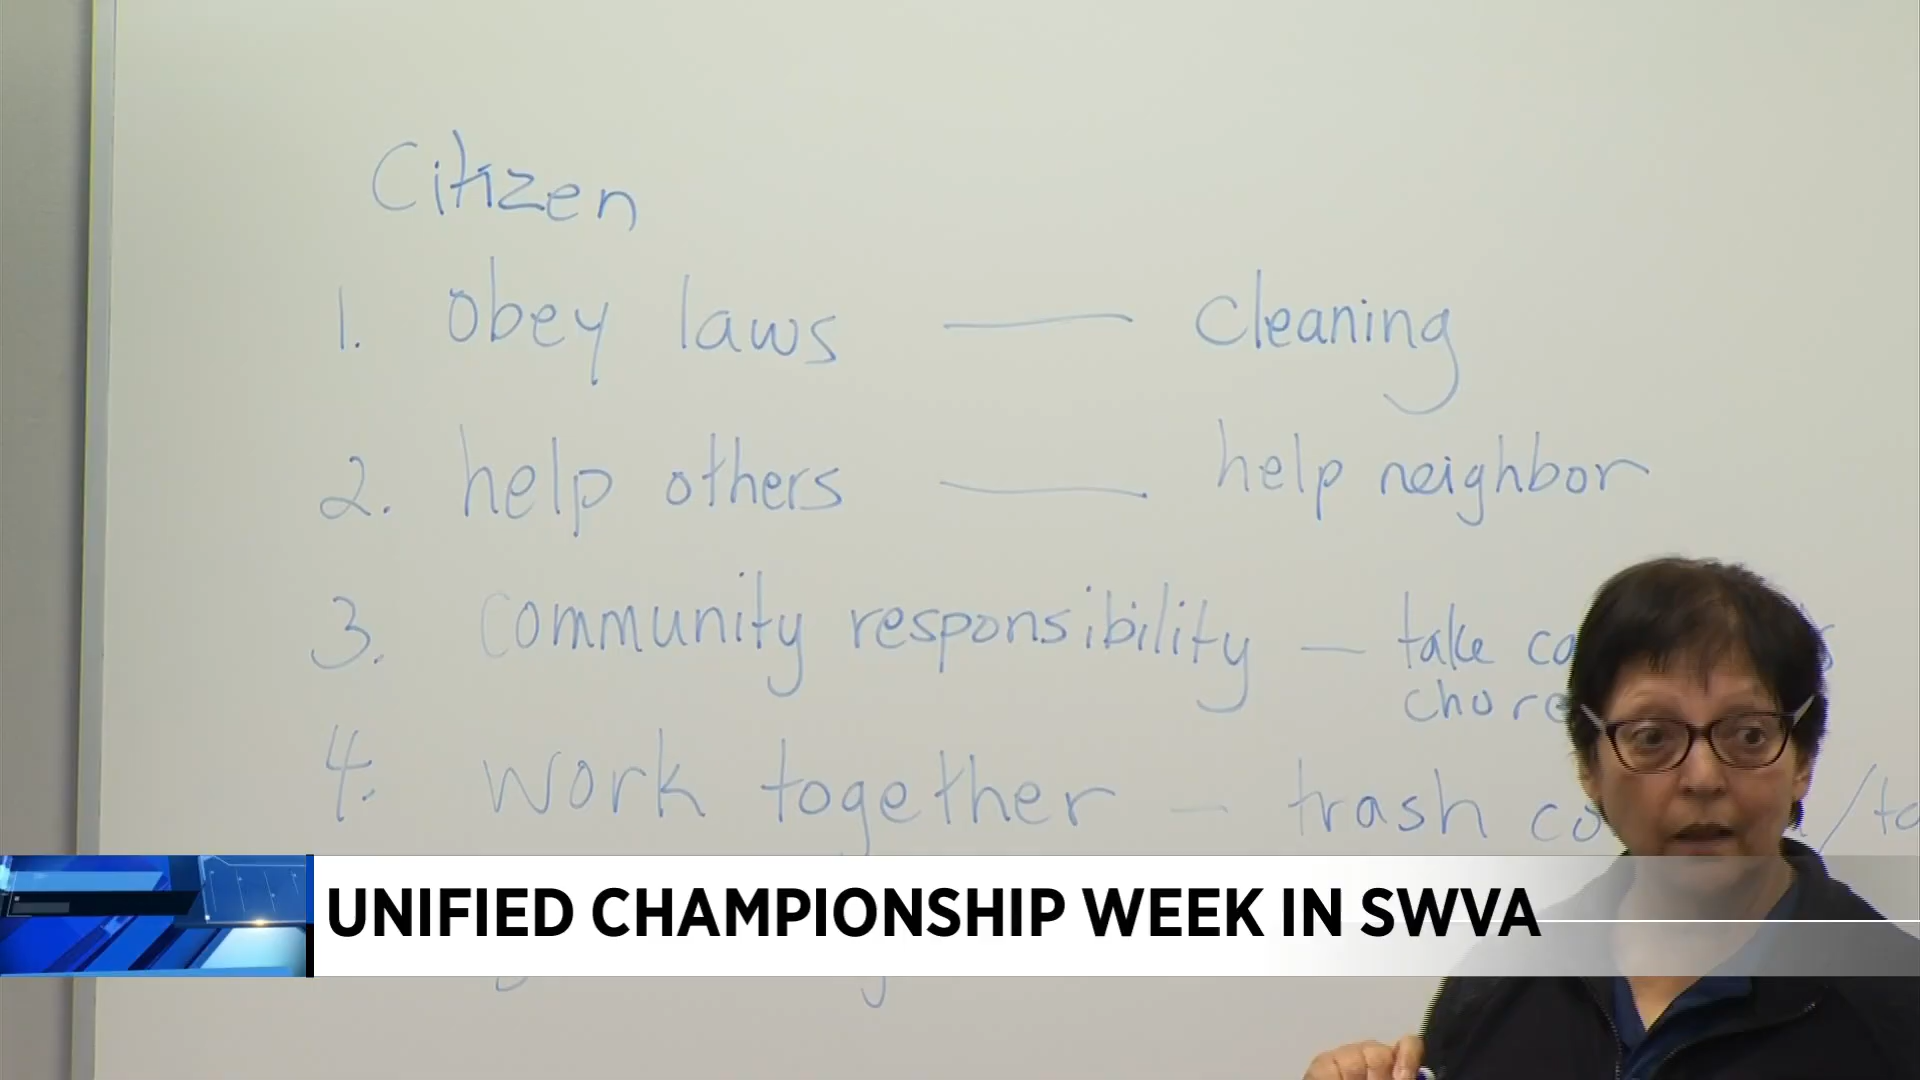 Citizen
1. obey laws — cleaning
2. help others — help neighbor
3. community responsibility — take
4. work together - trash
UNIFIED CHAMPIONSHIP WEEK IN SWVA